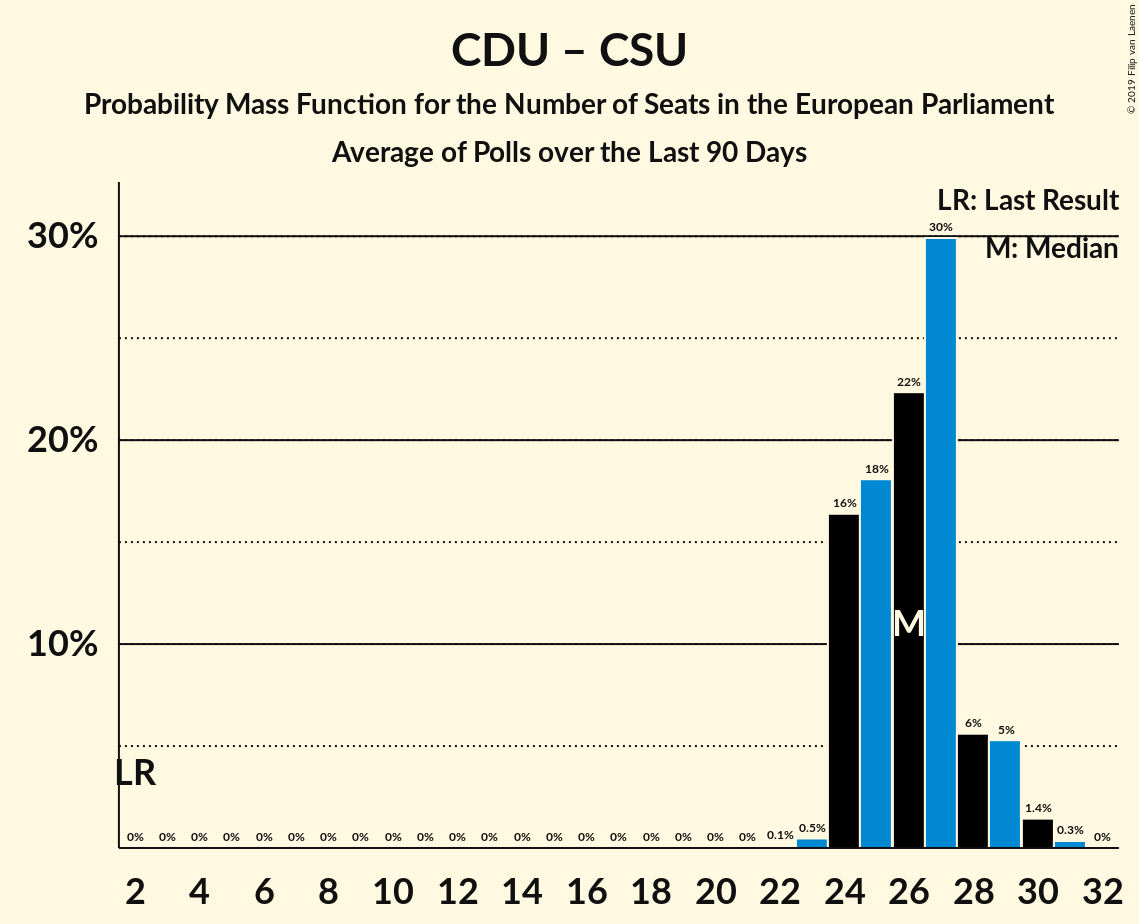 CDU – CSU
Probability Mass Function for the Number of Seats in the European Parliament
Average of Polls over the Last 90 Days
© 2019 Filip van Laenen
LR: Last Result
M: Median
30%
20%
10%
LR
M
0% 0% 0% 0% 0% 0% 0% 0% 0% 0% 0% 0% 0% 0% 0% 0% 0% 0% 0% 0% 0.1% 0.5% 16% 18% 22% 30% 6% 5% 1.4% 0.3% 0%
2 4 6 8 10 12 14 16 18 20 22 24 26 28 30 32